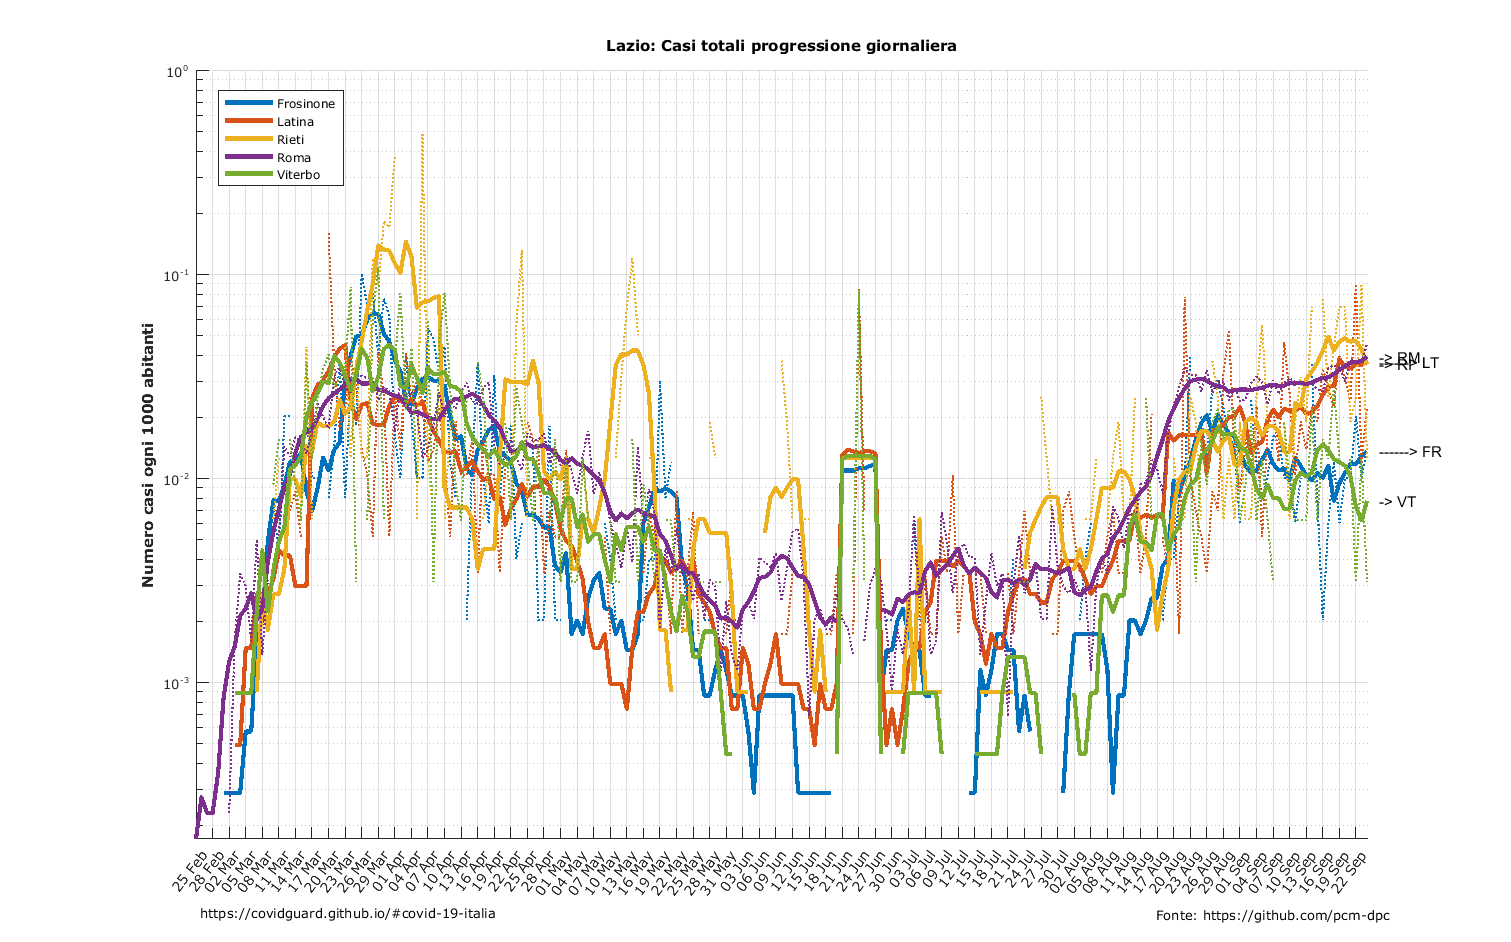 Lazio: Casi totali progressione giornaliera
Numero casi ogni 1000 abitanti
10^0
10^-1
10^-2
10^-3
Frosinone
Latina
Rieti
Roma
Viterbo
-> RM
LT
------> FR
-> VT
25 Feb
28 Feb
02 Mar
05 Mar
08 Mar
11 Mar
14 Mar
17 Mar
20 Mar
23 Mar
26 Mar
29 Mar
01 Apr
04 Apr
07 Apr
10 Apr
13 Apr
16 Apr
19 Apr
22 Apr
25 Apr
28 Apr
01 May
04 May
07 May
10 May
13 May
16 May
19 May
22 May
25 May
28 May
31 May
03 Jun
06 Jun
09 Jun
12 Jun
15 Jun
18 Jun
21 Jun
24 Jun
27 Jun
30 Jun
03 Jul
06 Jul
09 Jul
12 Jul
15 Jul
18 Jul
21 Jul
24 Jul
27 Jul
30 Jul
02 Aug
05 Aug
08 Aug
11 Aug
14 Aug
17 Aug
20 Aug
23 Aug
26 Aug
29 Aug
01 Sep
04 Sep
07 Sep
10 Sep
13 Sep
16 Sep
19 Sep
22 Sep
https://covidguard.github.io/#covid-19-italia
Fonte: https://github.com/pcm-dpc